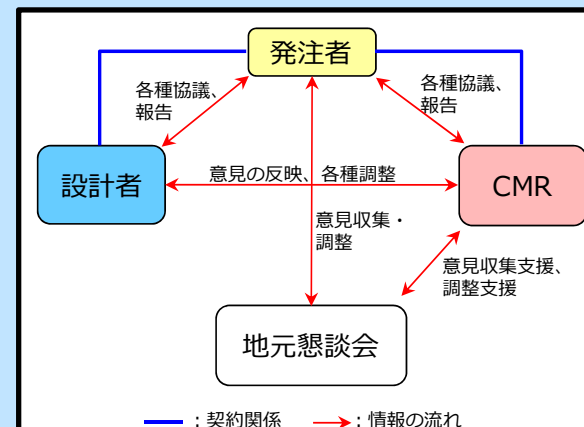 発注者
各種協議、
報告
各種協議、
報告
設計者
意見の反映、各種調整
CMR
意見収集・
調整
意見収集支援、
調整支援
地元懇談会
：契約関係
：情報の流れ